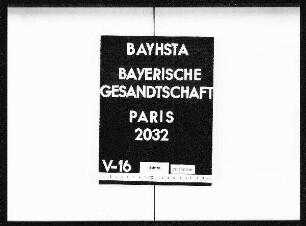 BAYHSTA
BAYERISCHE
GESANDTSCHAFT
PARIS
2032
V-16